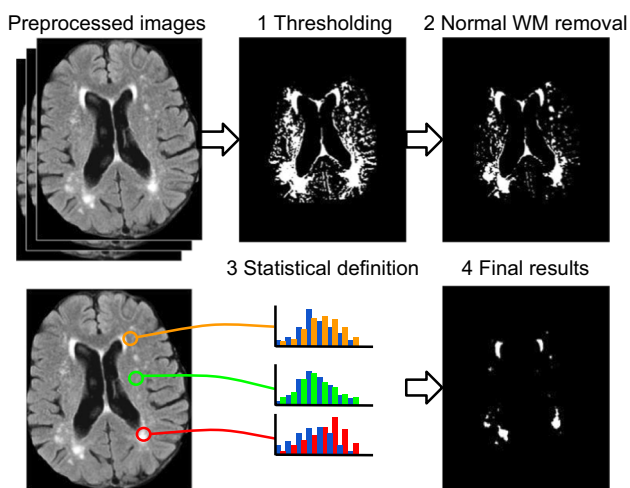 Preprocessed images
1 Thresholding
2 Normal WM removal
3 Statistical definition
4 Final results